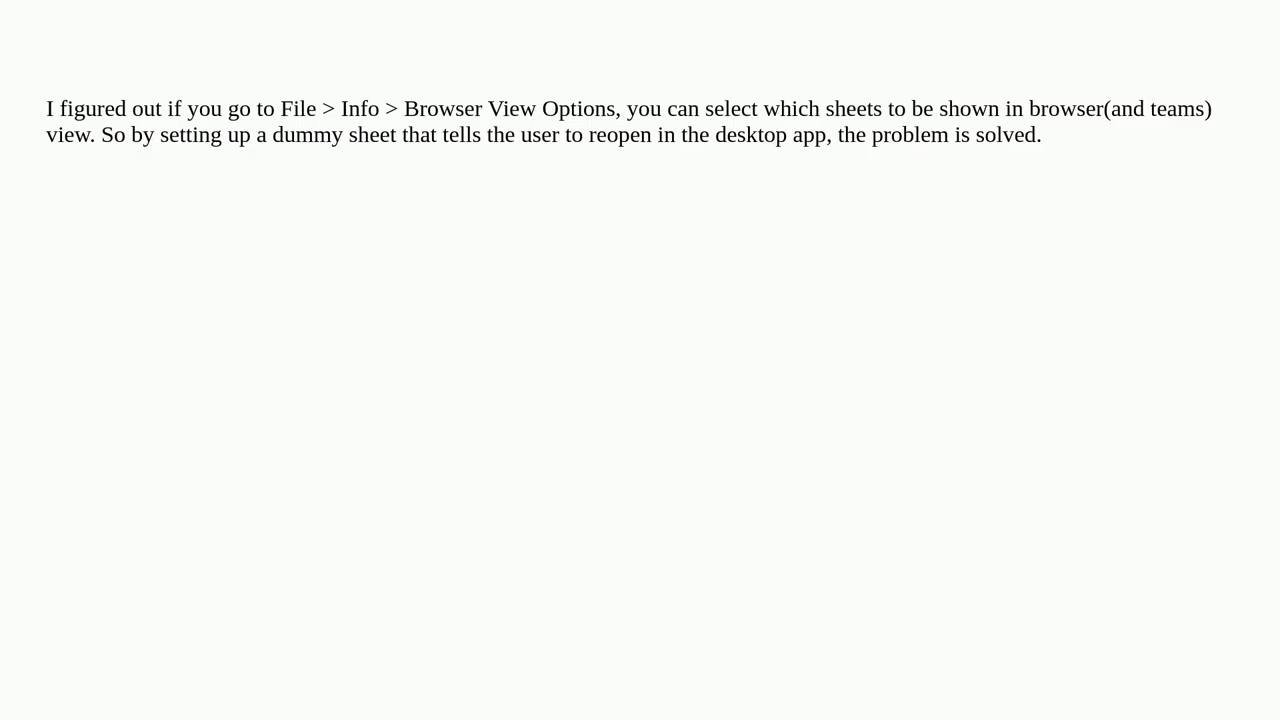 I figured out if you go to File > Info > Browser View Options, you can select which sheets to be shown in browser(and teams)
view. So by setting up a dummy sheet that tells the user to reopen in the desktop app, the problem is solved.